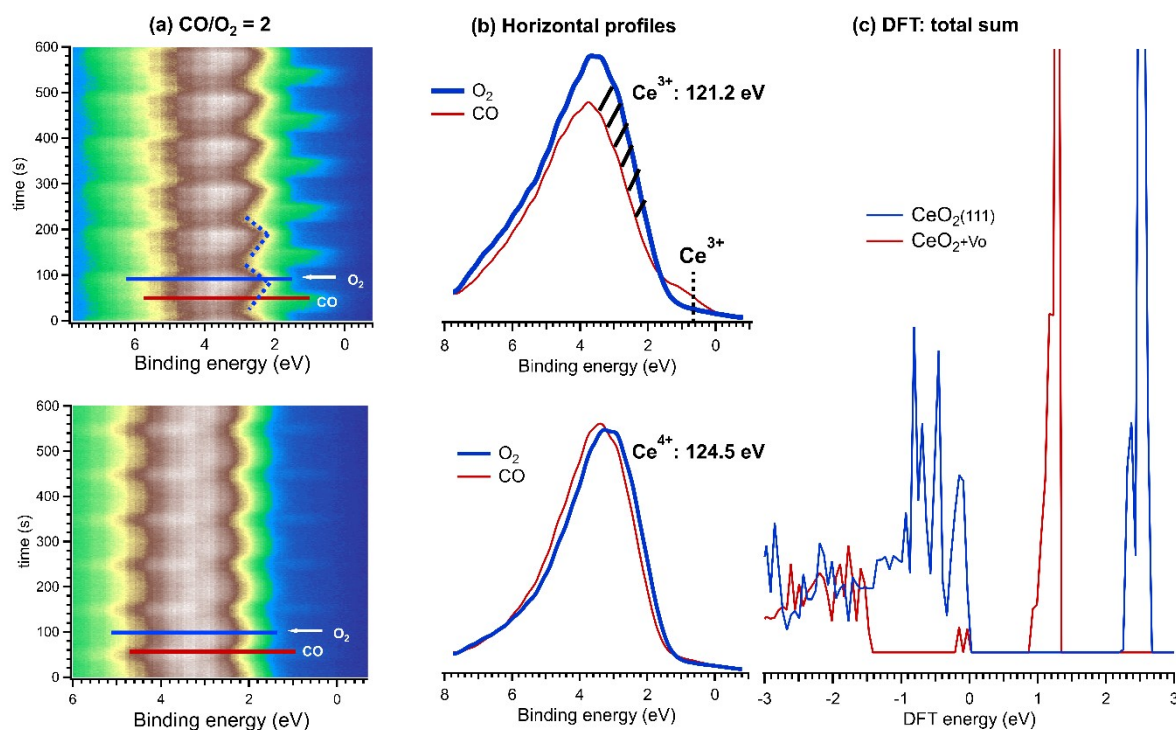 (a) CO/O₂ = 2
(b) Horizontal profiles
(c) DFT: total sum
600
500
400
300
200
100
0
time (s)
O₂
CO
8 6 4 2 0
Binding energy (eV)
O₂
CO
Ce³⁺: 121.2 eV
Ce³⁺
8 6 4 2 0
Binding energy (eV)
600
500
400
300
200
100
0
time (s)
O₂
CO
6 4 2 0
Binding energy (eV)
O₂
CO
Ce⁴⁺: 124.5 eV
8 6 4 2 0
Binding energy (eV)
CeO₂(111)
CeO₂+Vo
-3 -2 -1 0 1 2 3
DFT energy (eV)